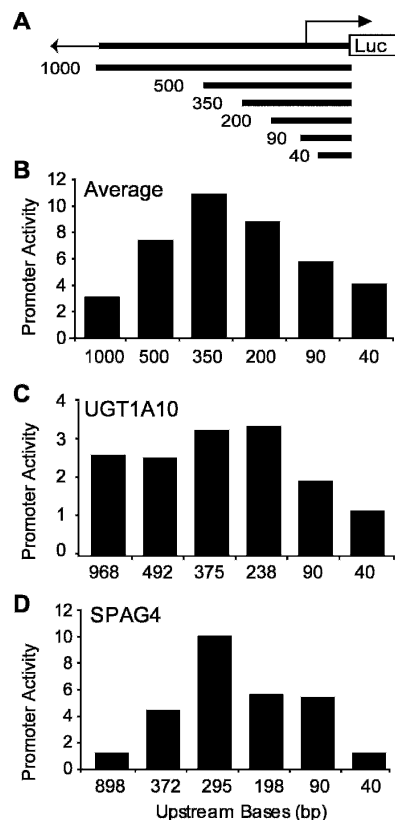 A
Luc
1000
500
350
200
90
40
B
Average
Promoter Activity
12
10
8
6
4
2
0
1000 500 350 200 90 40
C
UGT1A10
Promoter Activity
4
3
2
1
0
968 492 375 238 90 40
D
SPAG4
Promoter Activity
12
10
8
6
4
2
0
898 372 295 198 90 40
Upstream Bases (bp)